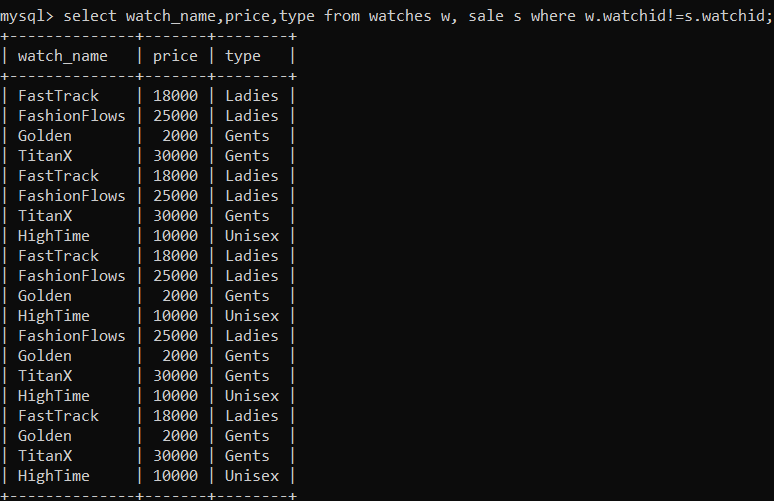 mysql> select watch_name,price,type from watches w, sale s where w.watchid!=s.watchid;
+--------------+-------+--------+
| watch_name   | price | type   |
+--------------+-------+--------+
| FastTrack    | 18000 | Ladies |
| FashionFlows | 25000 | Ladies |
| Golden       |  2000 | Gents  |
| TitanX       | 30000 | Gents  |
| FastTrack    | 18000 | Ladies |
| FashionFlows | 25000 | Ladies |
| TitanX       | 30000 | Gents  |
| HighTime     | 10000 | Unisex |
| FastTrack    | 18000 | Ladies |
| FashionFlows | 25000 | Ladies |
| Golden       |  2000 | Gents  |
| HighTime     | 10000 | Unisex |
| FashionFlows | 25000 | Ladies |
| Golden       |  2000 | Gents  |
| TitanX       | 30000 | Gents  |
| HighTime     | 10000 | Unisex |
| FastTrack    | 18000 | Ladies |
| Golden       |  2000 | Gents  |
| TitanX       | 30000 | Gents  |
| HighTime     | 10000 | Unisex |
+--------------+-------+--------+